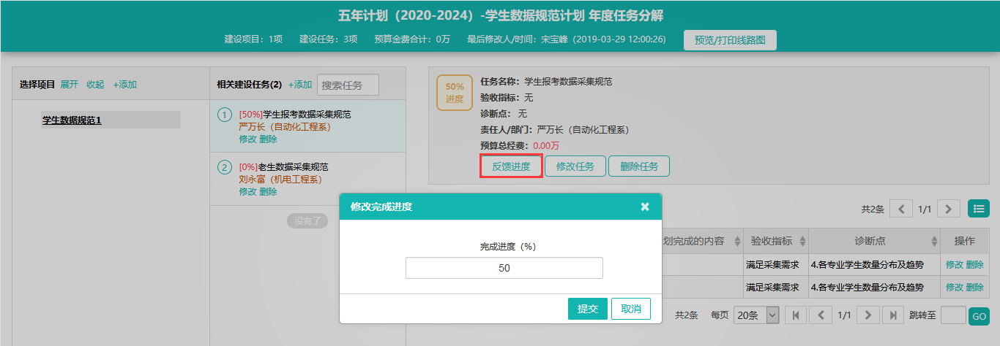 五年计划（2020-2024）-学生数据规范计划 年度任务分解
建设项目：1项 建设任务：3项 预算金费合计：0万 最后修改人/时间：宋宝峰（2019-03-29 12:00:26） 预览/打印线路图
选择项目 展开 收起 +添加
学生数据规范1
相关建设任务(2) +添加 搜索任务
1 [50%]学生报考数据采集规范
严万长（自动化工程系）
修改 删除
2 [0%]老生数据采集规范
刘永富（机电工程系）
修改 删除
没有了
50%
进度
任务名称：学生报考数据采集规范
验收指标：无
诊断点：无
责任人/部门：严万长（自动化工程系）
预算总经费：0.00万
反馈进度 修改任务 删除任务
修改完成进度
完成进度（%）
50
提交 取消
共2条 1/1
划完成的内容 验收指标 诊断点 操作
满足采集需求 4.各专业学生数量分布及趋势 修改 删除
满足采集需求 4.各专业学生数量分布及趋势 修改 删除
共2条 每页 20条 1/1 跳转至 GO